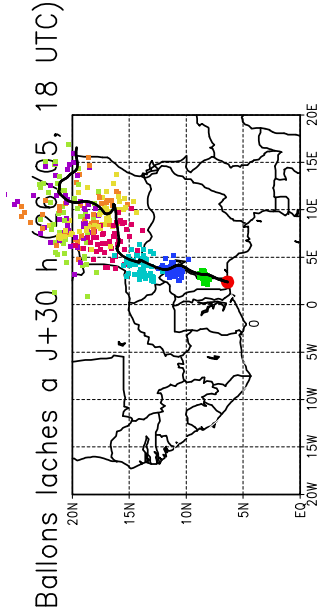 Ballons laches a J+30 h (26/05, 18 UTC)
20N
15N
10N
5N
EQ
0
20W 15W 10W 5W 0 5E 10E 15E 20E